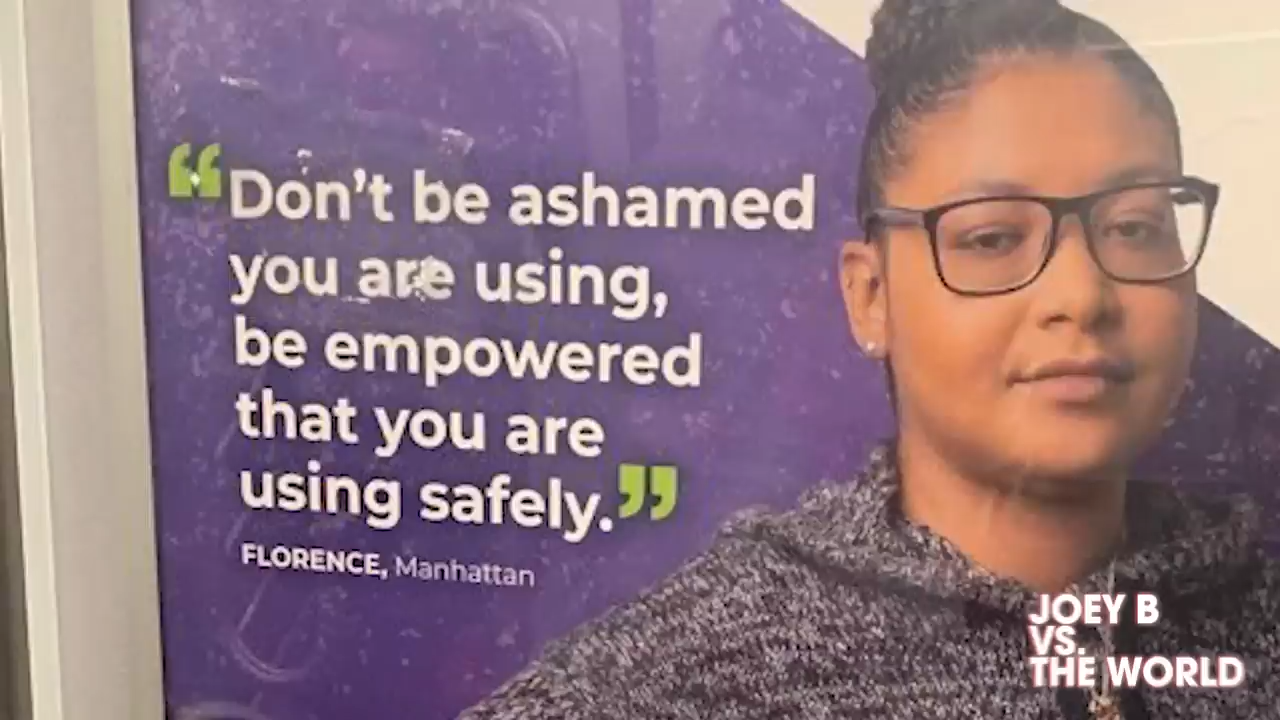 “Don’t be ashamed
you are using,
be empowered
that you are
using safely.”
FLORENCE, Manhattan
JOEY B
VS.
THE WORLD